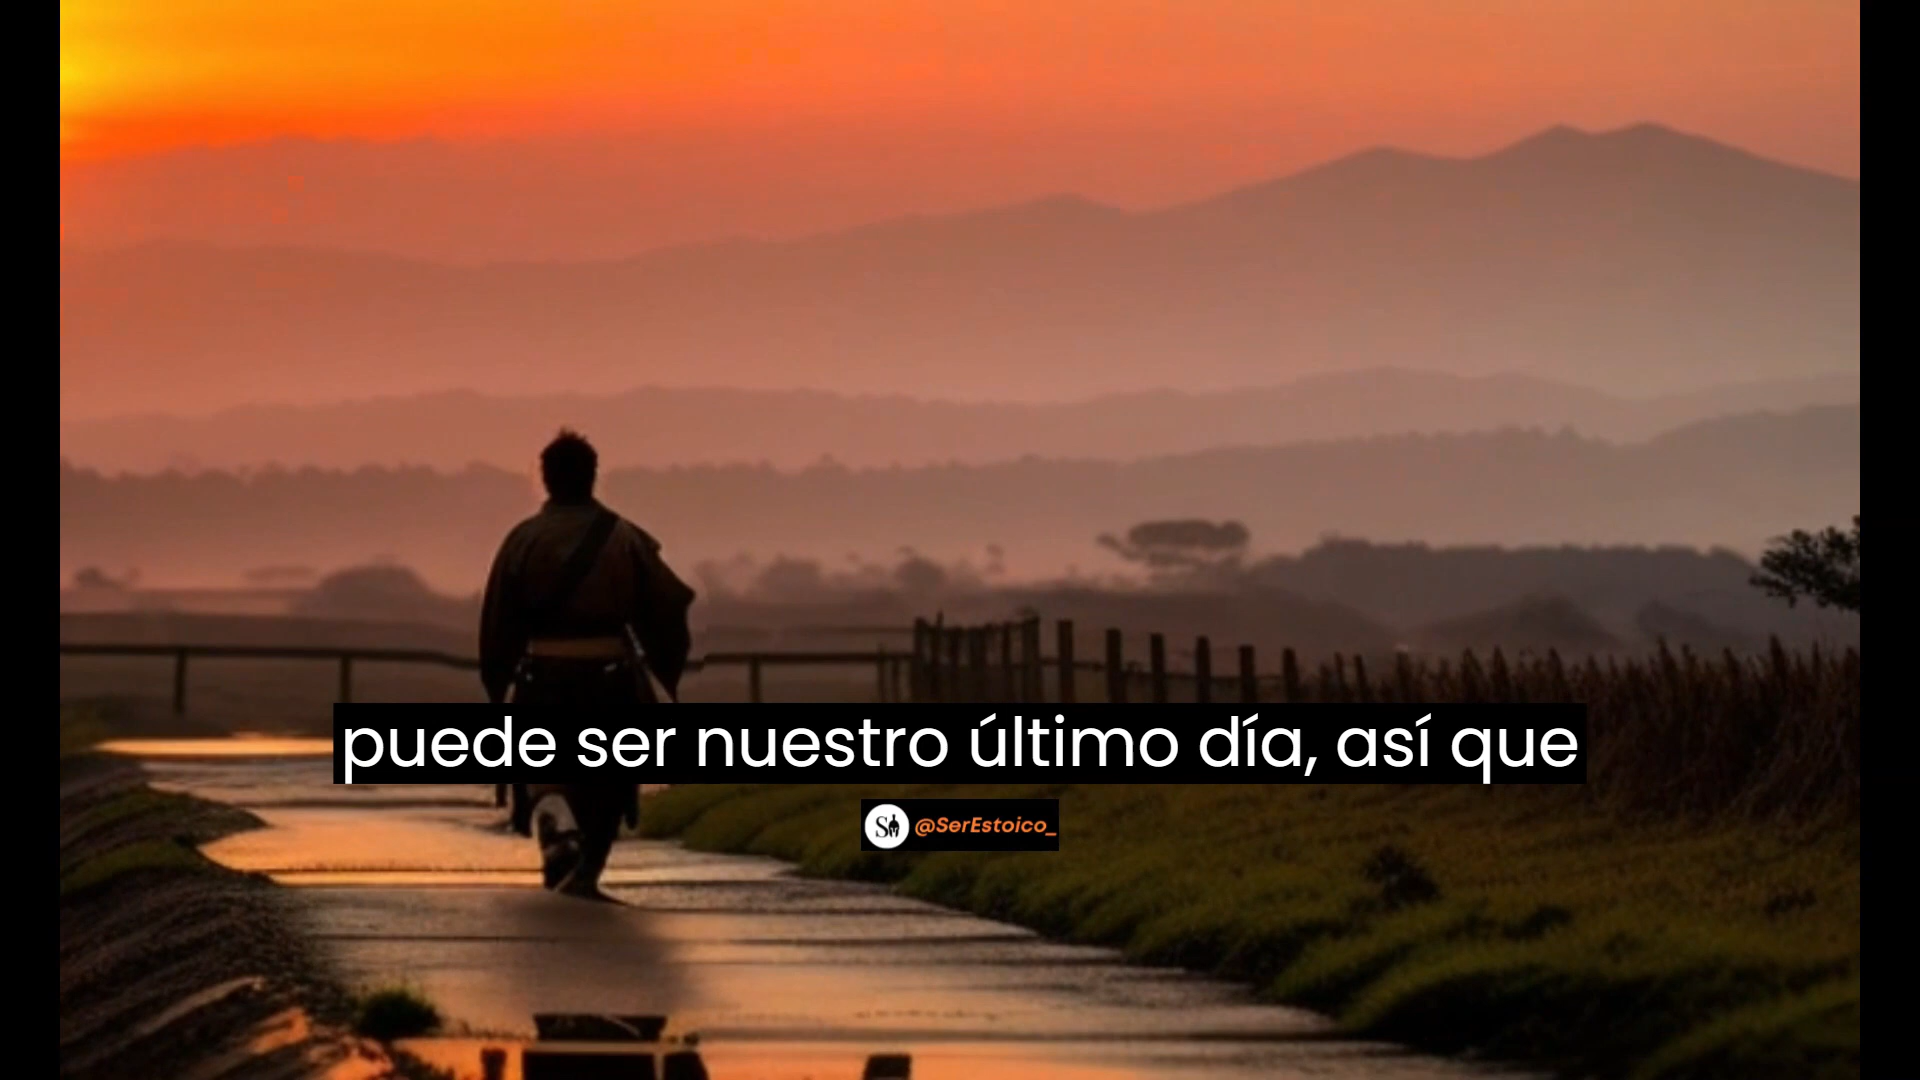 puede ser nuestro último día, así que
@SerEstoico_